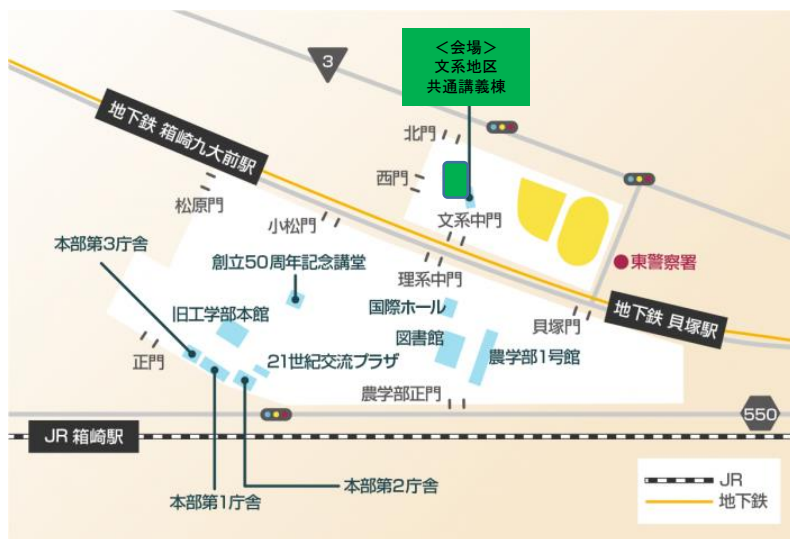 ＜会場＞
文系地区
共通講義棟
3
北門
地下鉄 箱崎九大前駅
西門
松原門
小松門
文系中門
本部第3庁舎
創立50周年記念講堂
理系中門
東警察署
国際ホール
旧工学部本館
地下鉄 貝塚駅
貝塚門
図書館
正門
21世紀交流プラザ
農学部1号館
農学部正門
550
JR 箱崎駅
本部第2庁舎
本部第1庁舎
JR
地下鉄